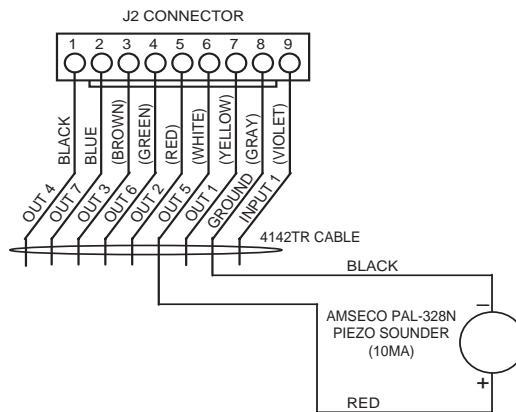 J2 CONNECTOR
1 2 3 4 5 6 7 8 9
BLACK
BLUE
(BROWN)
(GREEN)
(RED)
(WHITE)
(YELLOW)
(GRAY)
(VIOLET)
OUT 4
OUT 7
OUT 3
OUT 6
OUT 2
OUT 5
OUT 1
GROUND
INPUT 1
4142TR CABLE
BLACK
−
AMSECO PAL-328N
PIEZO SOUNDER
(10MA)
+
RED